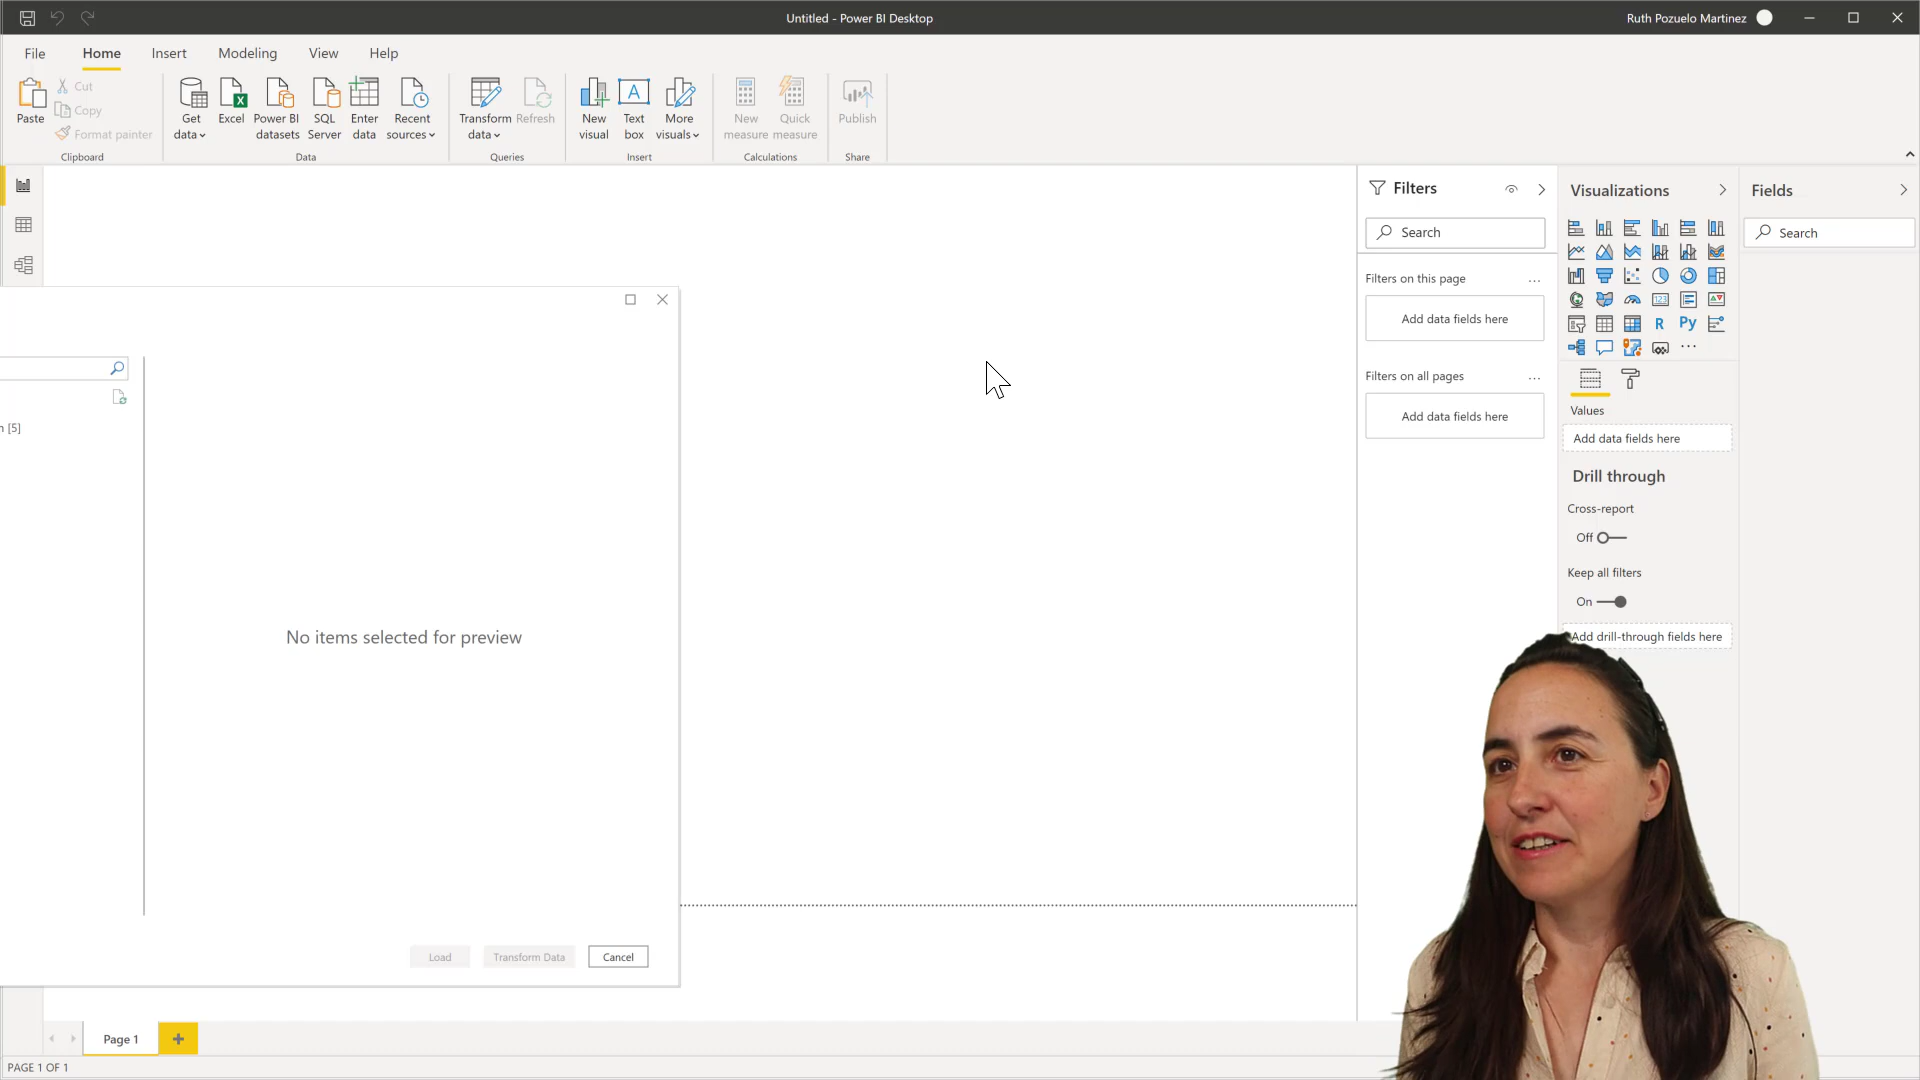 Untitled - Power BI Desktop
Ruth Pozuelo Martinez
File Home Insert Modeling View Help
Paste
Cut
Copy
Format painter
Clipboard
Get data
Excel
Power BI datasets
SQL Server
Enter data
Recent sources
Data
Transform data
Refresh
Queries
New visual
Text box
More visuals
Insert
New measure
Quick measure
Calculations
Publish
Share
n [5]
No items selected for preview
Load
Transform Data
Cancel
Filters
Search
Filters on this page
Add data fields here
Filters on all pages
Add data fields here
Visualizations
123
R
Py
Values
Add data fields here
Drill through
Cross-report
Off
Keep all filters
On
Add drill-through fields here
Fields
Search
Page 1
PAGE 1 OF 1